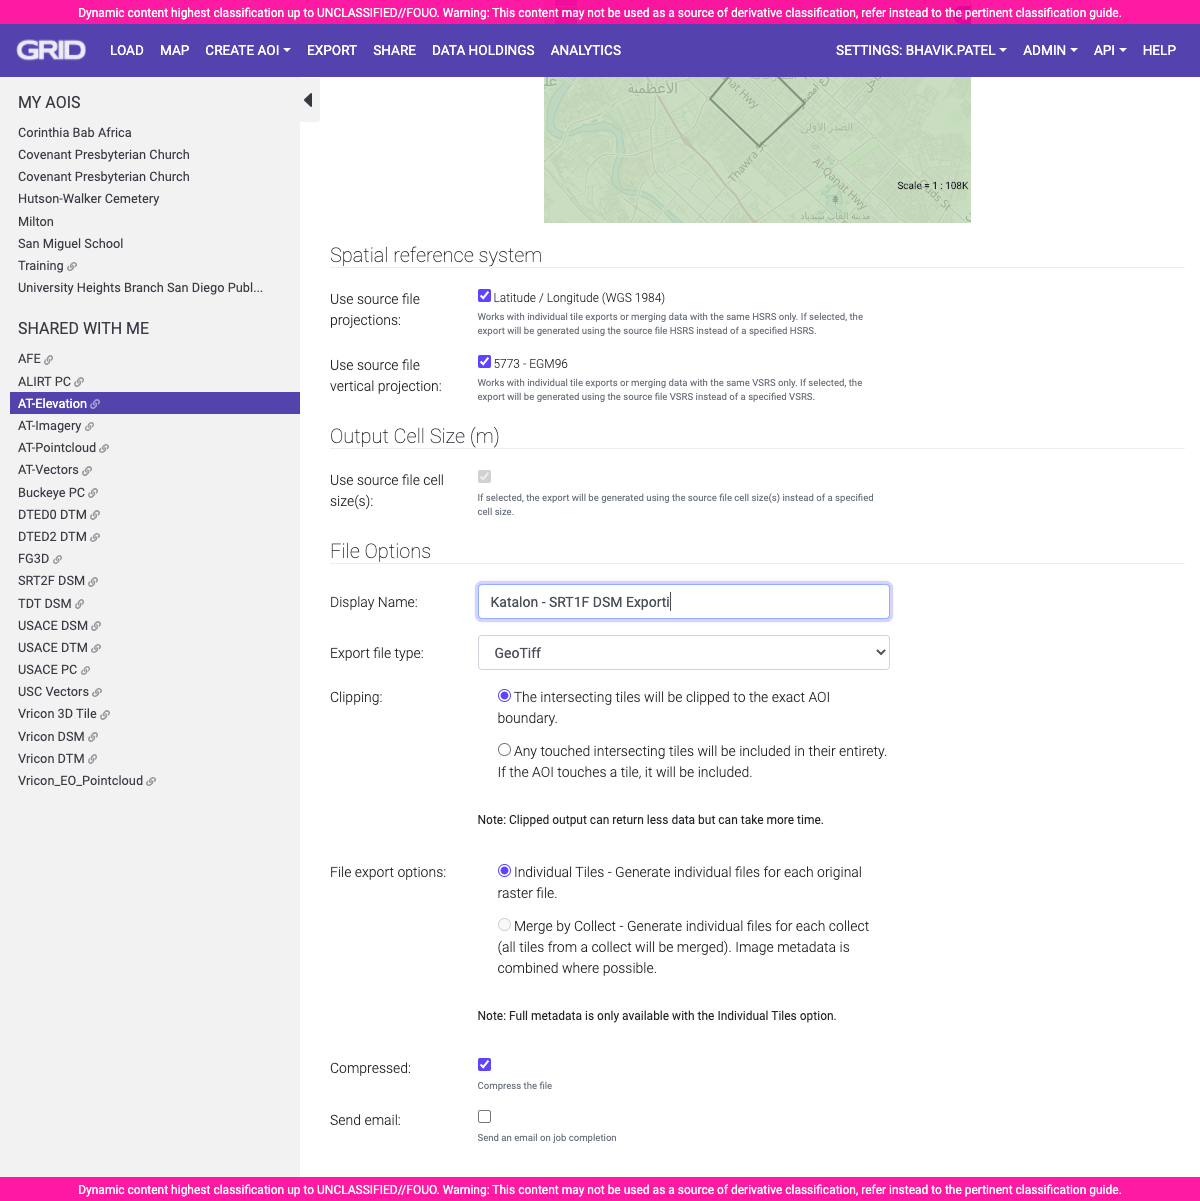 Dynamic content highest classification up to UNCLASSIFIED//FOUO. Warning: This content may not be used as a source of derivative classification, refer instead to the pertinent classification guide.
GRID LOAD MAP CREATE AOI EXPORT SHARE DATA HOLDINGS ANALYTICS SETTINGS: BHAVIK.PATEL ADMIN API HELP
MY AOIS
Corinthia Bab Africa
Covenant Presbyterian Church
Covenant Presbyterian Church
Hutson-Walker Cemetery
Milton
San Miguel School
Training
University Heights Branch San Diego Publ...
SHARED WITH ME
AFE
ALIRT PC
AT-Elevation
AT-Imagery
AT-Pointcloud
AT-Vectors
Buckeye PC
DTED0 DTM
DTED2 DTM
FG3D
SRT2F DSM
TDT DSM
USACE DSM
USACE DTM
USACE PC
USC Vectors
Vricon 3D Tile
Vricon DSM
Vricon DTM
Vricon_EO_Pointcloud
الأعظمية
الصدر الاولى
Thawra St
Al-Qanat Hwy
Scale = 1 : 108K
Spatial reference system
Use source file
projections:
Latitude / Longitude (WGS 1984)
Works with individual tile exports or merging data with the same HSRS only. If selected, the
export will be generated using the source file HSRS instead of a specified HSRS.
Use source file
vertical projection:
5773 - EGM96
Works with individual tile exports or merging data with the same VSRS only. If selected, the
export will be generated using the source file VSRS instead of a specified VSRS.
Output Cell Size (m)
Use source file cell
size(s):
If selected, the export will be generated using the source file cell size(s) instead of a specified
cell size.
File Options
Display Name:
Katalon - SRT1F DSM Exporti
Export file type:
GeoTiff
Clipping:
The intersecting tiles will be clipped to the exact AOI
boundary.
Any touched intersecting tiles will be included in their entirety.
If the AOI touches a tile, it will be included.
Note: Clipped output can return less data but can take more time.
File export options:
Individual Tiles - Generate individual files for each original
raster file.
Merge by Collect - Generate individual files for each collect
(all tiles from a collect will be merged). Image metadata is
combined where possible.
Note: Full metadata is only available with the Individual Tiles option.
Compressed:
Compress the file
Send email:
Send an email on job completion
Dynamic content highest classification up to UNCLASSIFIED//FOUO. Warning: This content may not be used as a source of derivative classification, refer instead to the pertinent classification guide.